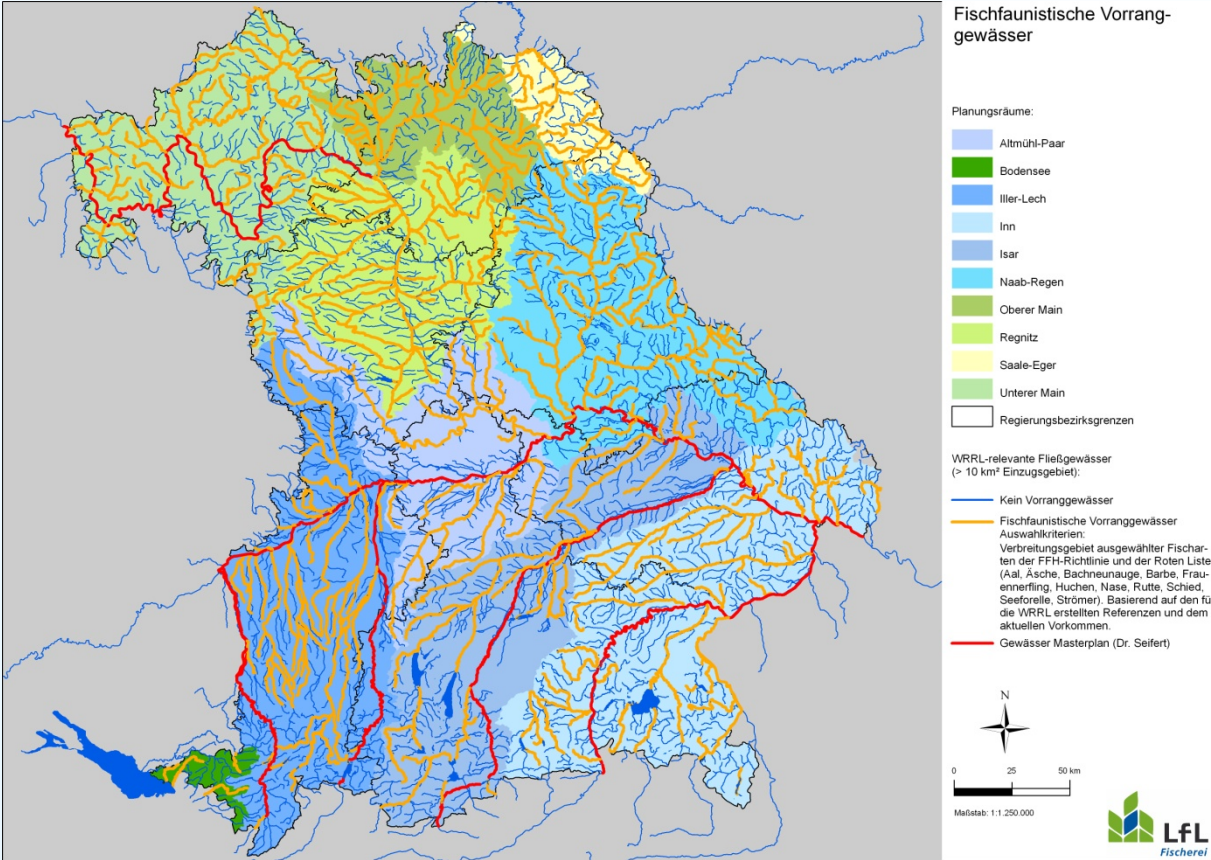 Fischfaunistische Vorrang-
gewässer
Planungsräume:
Altmühl-Paar
Bodensee
Iller-Lech
Inn
Isar
Naab-Regen
Oberer Main
Regnitz
Saale-Eger
Unterer Main
Regierungsbezirksgrenzen
WRRL-relevante Fließgewässer
(> 10 km² Einzugsgebiet):
Kein Vorranggewässer
Fischfaunistische Vorranggewässer
Auswahlkriterien:
Verbreitungsgebiet ausgewählter Fischar-
ten der FFH-Richtlinie und der Roten Liste
(Aal, Äsche, Bachneunauge, Barbe, Frau-
ennerfling, Huchen, Nase, Rutte, Schied,
Seeforelle, Strömer). Basierend auf den fü
die WRRL erstellten Referenzen und dem
aktuellen Vorkommen.
Gewässer Masterplan (Dr. Seifert)
N
0 25 50 km
Maßstab: 1:1.250.000
LfL
Fischerei